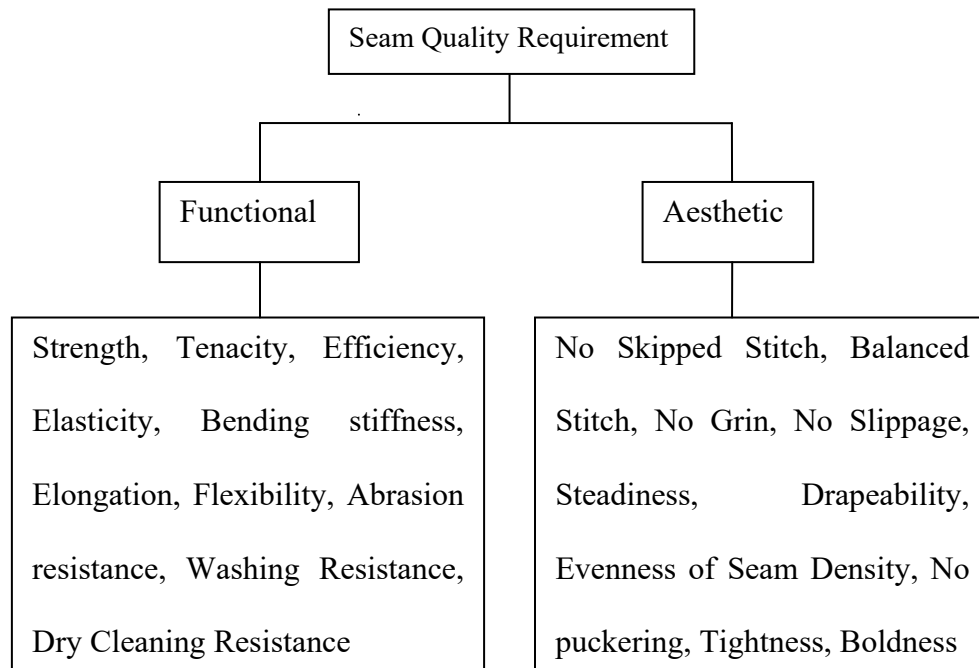 Seam Quality Requirement
Functional
Aesthetic
Strength, Tenacity, Efficiency,
Elasticity, Bending stiffness,
Elongation, Flexibility, Abrasion
resistance, Washing Resistance,
Dry Cleaning Resistance
No Skipped Stitch, Balanced
Stitch, No Grin, No Slippage,
Steadiness, Drapeability,
Evenness of Seam Density, No
puckering, Tightness, Boldness